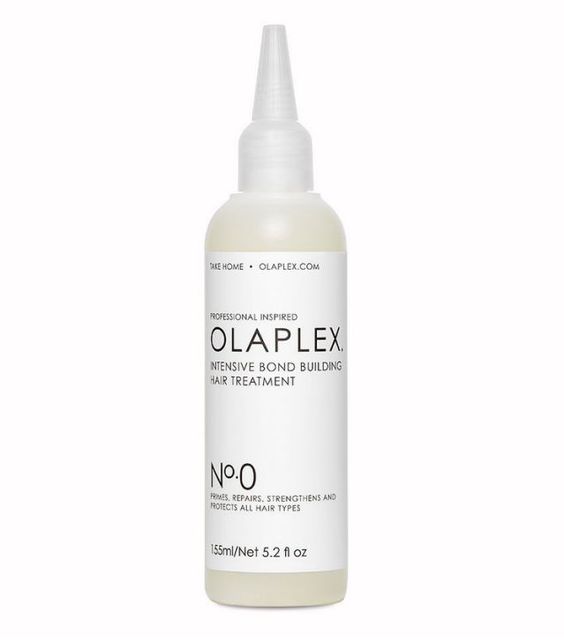 TAKE HOME • OLAPLEX.COM
PROFESSIONAL INSPIRED
OLAPLEX.
INTENSIVE BOND BUILDING
HAIR TREATMENT
Nº.0
PRIMES, REPAIRS, STRENGTHENS AND
PROTECTS ALL HAIR TYPES
155ml/Net 5.2 fl oz